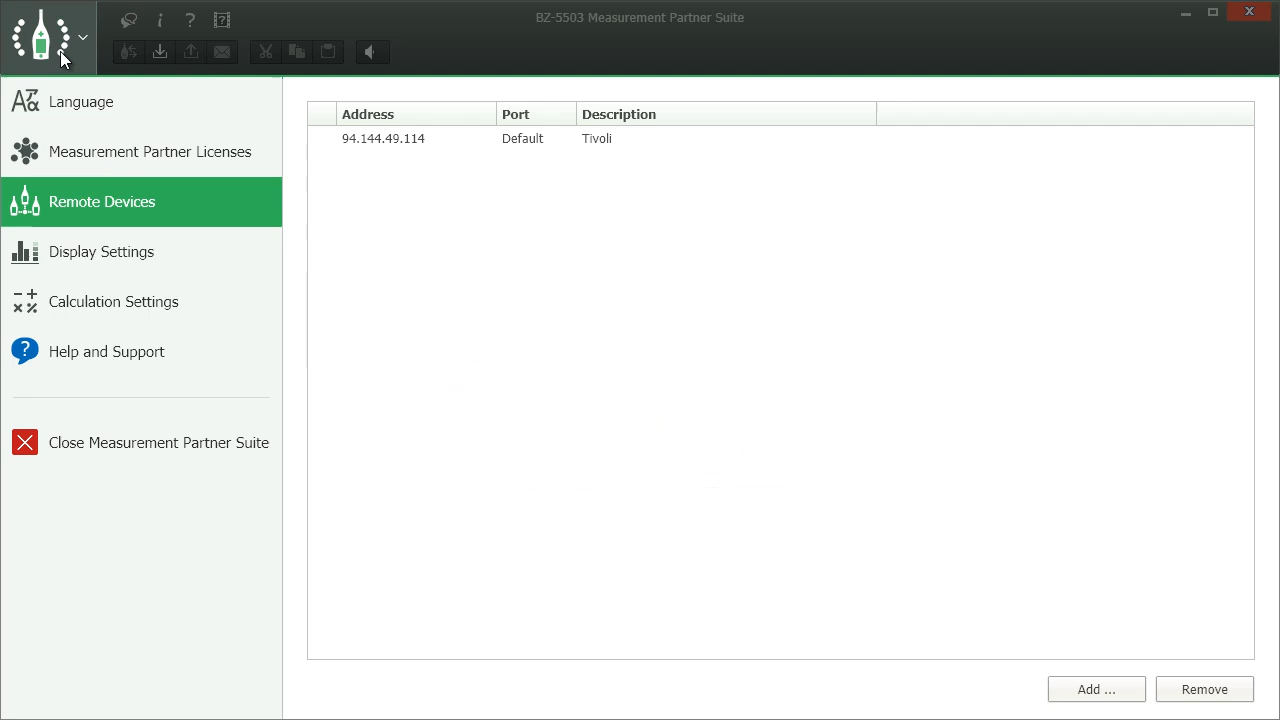 BZ-5503 Measurement Partner Suite
Language
Measurement Partner Licenses
Remote Devices
Display Settings
Calculation Settings
Help and Support
Close Measurement Partner Suite
Address Port Description
94.144.49.114 Default Tivoli
Add ... Remove